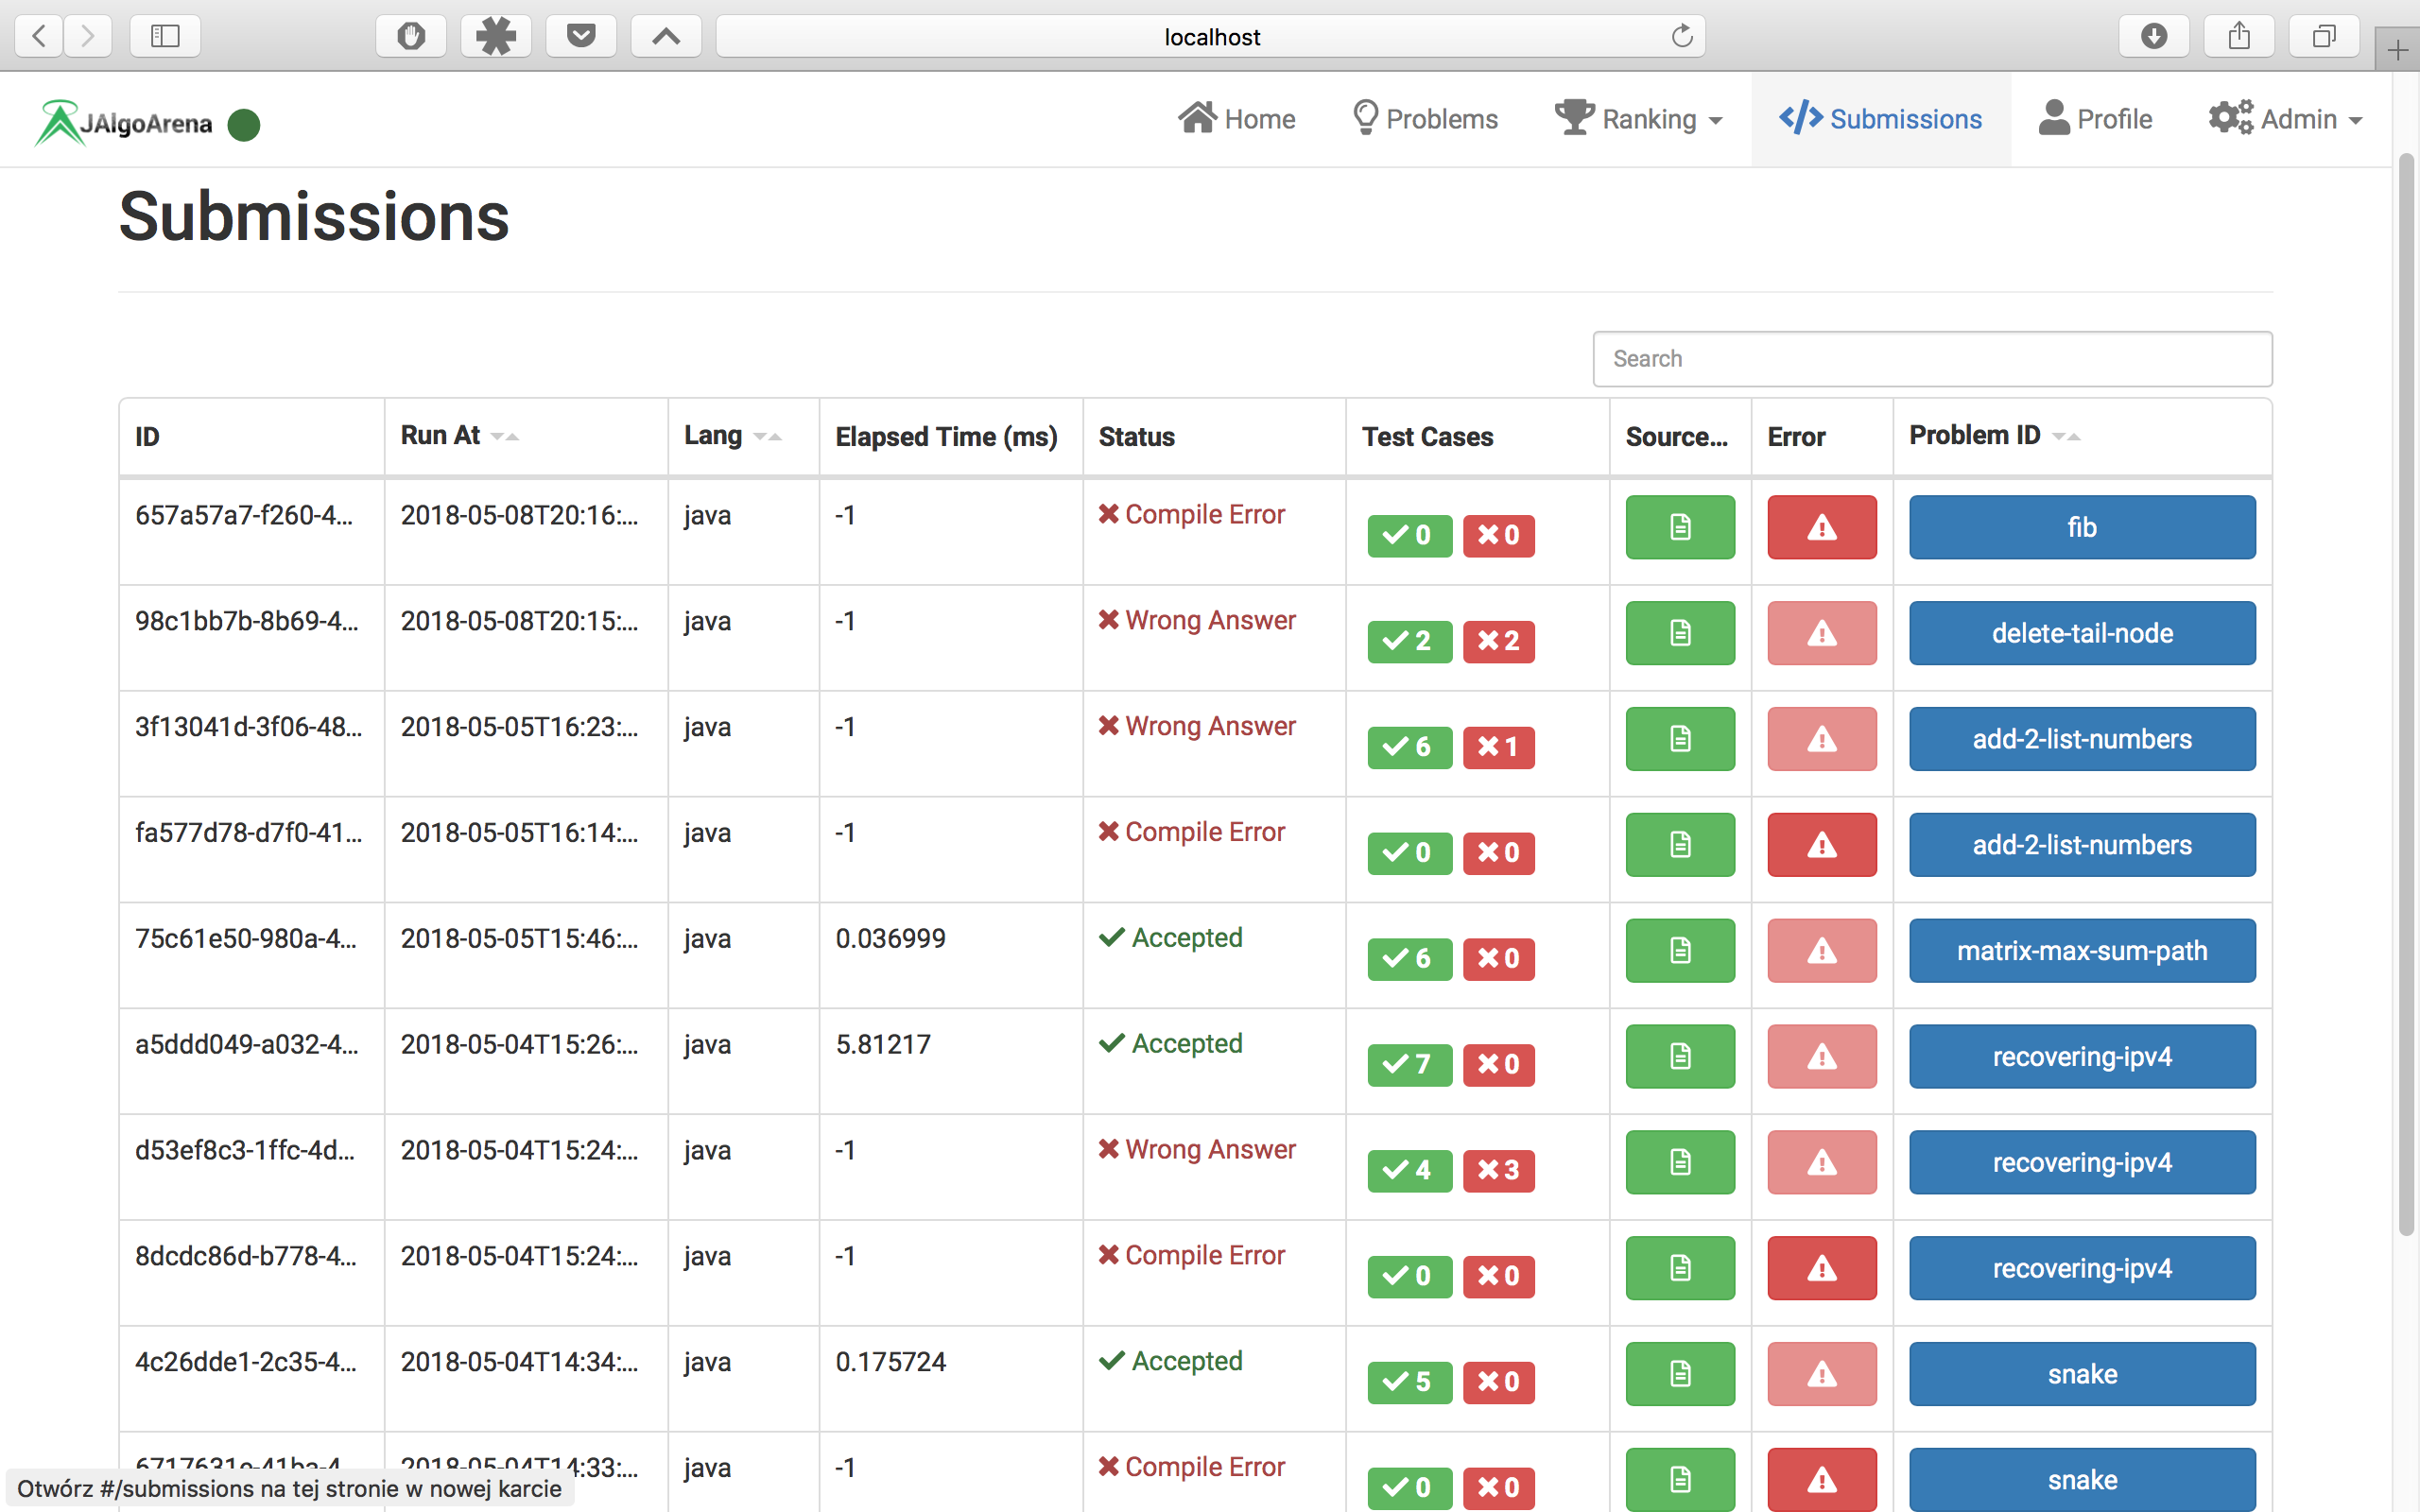 localhost
JAlgoArena Home Problems Ranking Submissions Profile Admin
Submissions
Search
ID Run At Lang Elapsed Time (ms) Status Test Cases Source... Error Problem ID
657a57a7-f260-4... 2018-05-08T20:16:... java -1 Compile Error 0 0 fib
98c1bb7b-8b69-4... 2018-05-08T20:15:... java -1 Wrong Answer 2 2 delete-tail-node
3f13041d-3f06-48... 2018-05-05T16:23:... java -1 Wrong Answer 6 1 add-2-list-numbers
fa577d78-d7f0-41... 2018-05-05T16:14:... java -1 Compile Error 0 0 add-2-list-numbers
75c61e50-980a-4... 2018-05-05T15:46:... java 0.036999 Accepted 6 0 matrix-max-sum-path
a5ddd049-a032-4... 2018-05-04T15:26:... java 5.81217 Accepted 7 0 recovering-ipv4
d53ef8c3-1ffc-4d... 2018-05-04T15:24:... java -1 Wrong Answer 4 3 recovering-ipv4
8dcdc86d-b778-4... 2018-05-04T15:24:... java -1 Compile Error 0 0 recovering-ipv4
4c26dde1-2c35-4... 2018-05-04T14:34:... java 0.175724 Accepted 5 0 snake
2018-05-04T14:33:... java -1 Compile Error 0 0 snake
Otwórz #/submissions na tej stronie w nowej karcie